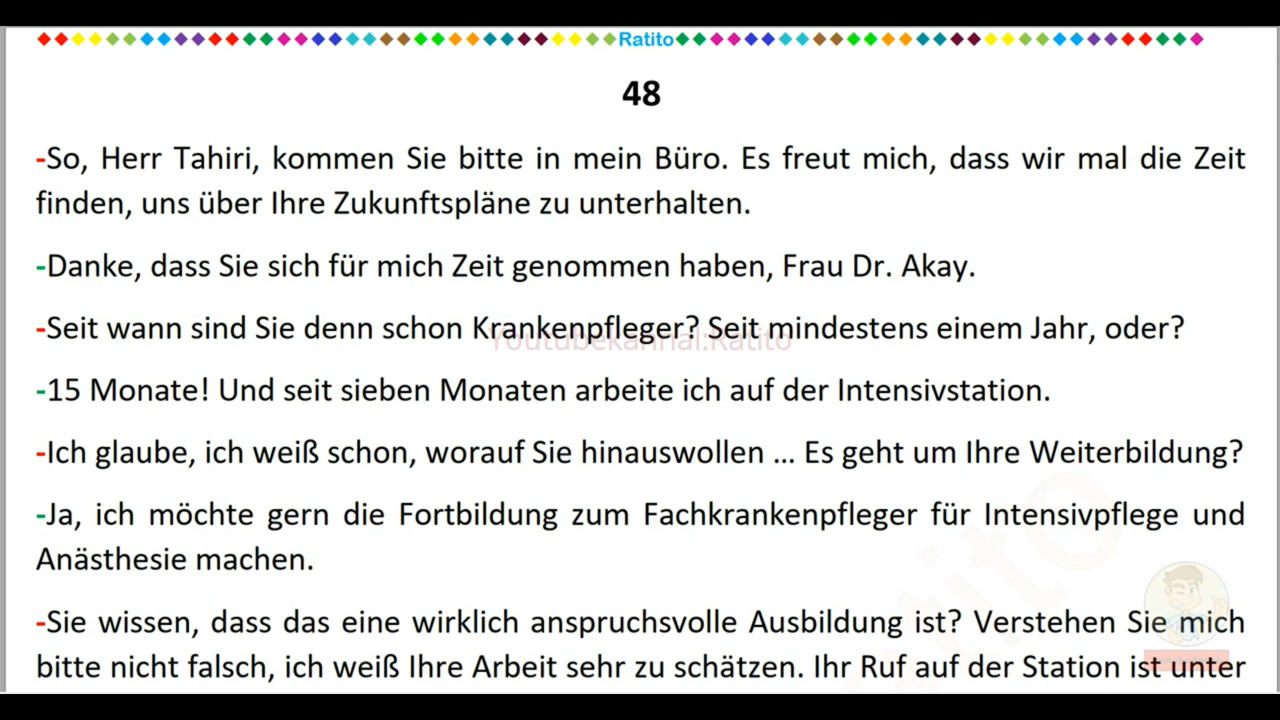 Ratito
48
-So, Herr Tahiri, kommen Sie bitte in mein Büro. Es freut mich, dass wir mal die Zeit
finden, uns über Ihre Zukunftspläne zu unterhalten.
-Danke, dass Sie sich für mich Zeit genommen haben, Frau Dr. Akay.
-Seit wann sind Sie denn schon Krankenpfleger? Seit mindestens einem Jahr, oder?
Youtubekannal:Ratito
-15 Monate! Und seit sieben Monaten arbeite ich auf der Intensivstation.
-Ich glaube, ich weiß schon, worauf Sie hinauswollen ... Es geht um Ihre Weiterbildung?
-Ja, ich möchte gern die Fortbildung zum Fachkrankenpfleger für Intensivpflege und
Anästhesie machen.
-Sie wissen, dass das eine wirklich anspruchsvolle Ausbildung ist? Verstehen Sie mich
bitte nicht falsch, ich weiß Ihre Arbeit sehr zu schätzen. Ihr Ruf auf der Station ist unter